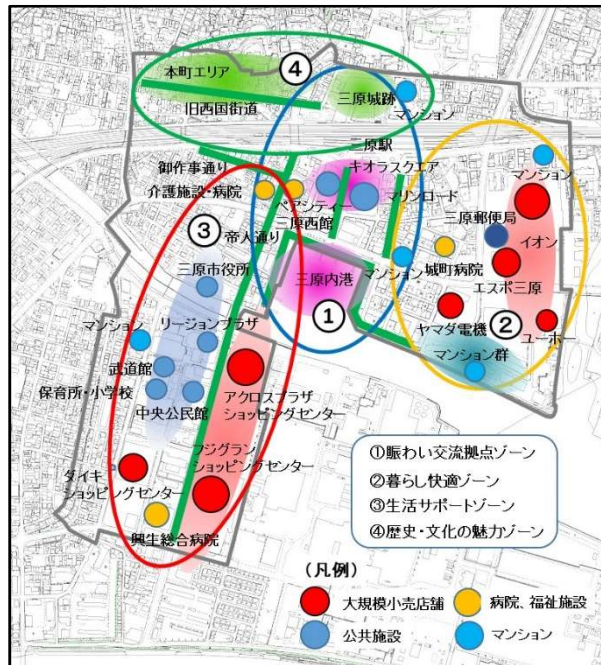 本町エリア
④
旧西国街道
三原城跡
マンション
三原駅
御作事通り
キオラスクエア
マンション
介護施設・病院
ペアシティー
三原西館
マリンロード
三原郵便局
③
帝人通り
イオン
三原市役所
三原内港
マンション
城町病院
エスポ三原
①
ヤマダ電機
②
ユーホー
マンション
リージョンプラザ
マンション群
武道館
保育所・小学校
中央公民館
アクロスプラザ
ショッピングセンター
フジグラン
ショッピングセンター
ダイキ
ショッピングセンター
興生総合病院
①賑わい交流拠点ゾーン
②暮らし快適ゾーン
③生活サポートゾーン
④歴史・文化の魅力ゾーン
(凡例)
大規模小売店舗
病院、福祉施設
公共施設
マンション